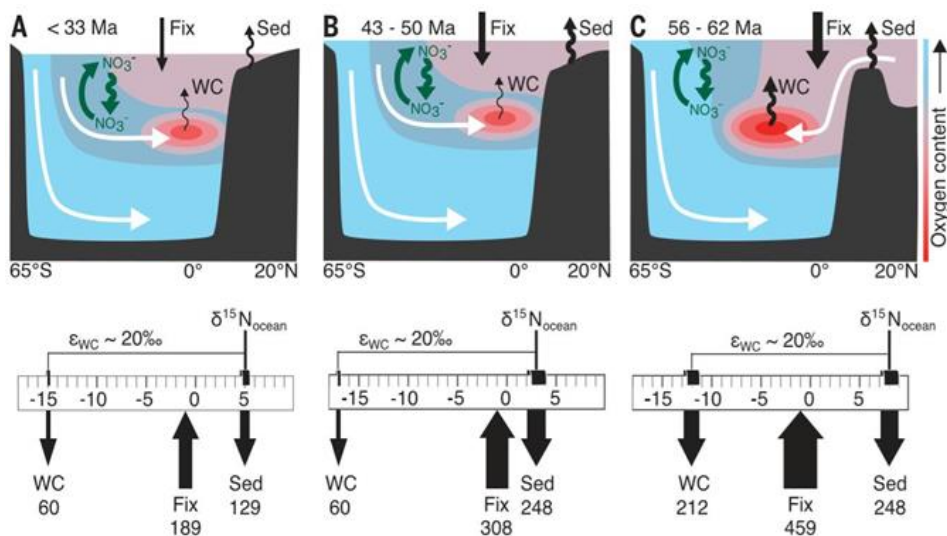 A < 33 Ma Fix Sed
NO₃⁻
NO₃⁻
WC
65°S 0° 20°N
B 43 - 50 Ma Fix Sed
NO₃⁻
NO₃⁻
WC
65°S 0° 20°N
C 56 - 62 Ma Fix Sed
NO₃⁻
NO₃⁻
WC
65°S 0° 20°N
Oxygen content
δ¹⁵Nocean
εWC ~ 20‰
-15 -10 -5 0 5
WC Fix Sed
60 189 129
δ¹⁵Nocean
εWC ~ 20‰
-15 -10 -5 0 5
WC Fix Sed
60 308 248
δ¹⁵Nocean
εWC ~ 20‰
-15 -10 -5 0 5
WC Fix Sed
212 459 248